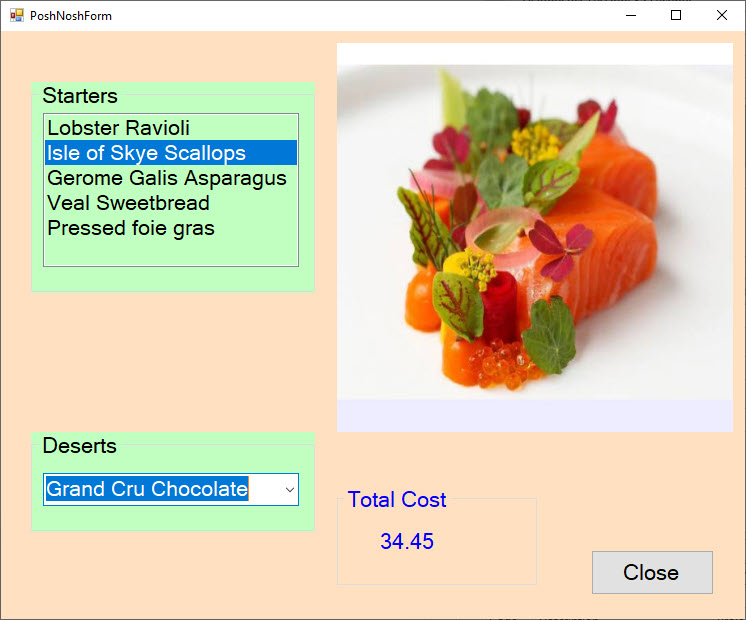 PoshNoshForm
Starters
Lobster Ravioli
Isle of Skye Scallops
Gerome Galis Asparagus
Veal Sweetbread
Pressed foie gras
Deserts
Grand Cru Chocolate
Total Cost
34.45
Close